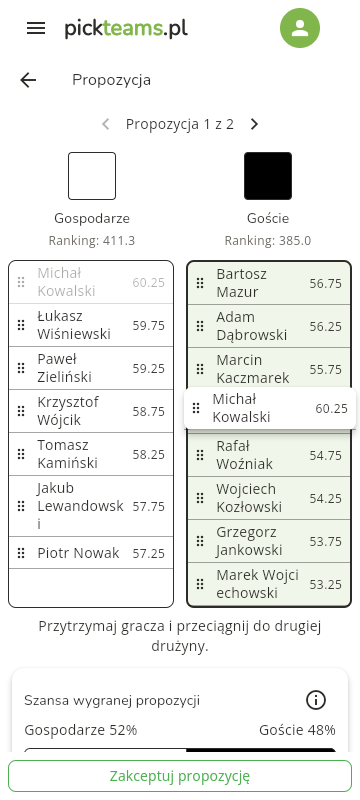 pickteams.pl
Propozycja
Propozycja 1 z 2
Gospodarze
Ranking: 411.3
Goście
Ranking: 385.0
Michał
Kowalski
60.25
Łukasz
Wiśniewski
59.75
Paweł
Zieliński
59.25
Krzysztof
Wójcik
58.75
Tomasz
Kamiński
58.25
Jakub
Lewandowsk
i
57.75
Piotr Nowak 57.25
Bartosz
Mazur
56.75
Adam
Dąbrowski
56.25
Marcin
Kaczmarek
55.75
Michał
Kowalski
60.25
Rafał
Woźniak
54.75
Wojciech
Kozłowski
54.25
Grzegorz
Jankowski
53.75
Marek Wojci
echowski
53.25
Przytrzymaj gracza i przeciągnij do drugiej
drużyny.
Szansa wygranej propozycji
Gospodarze 52% Goście 48%
Zakceptuj propozycję